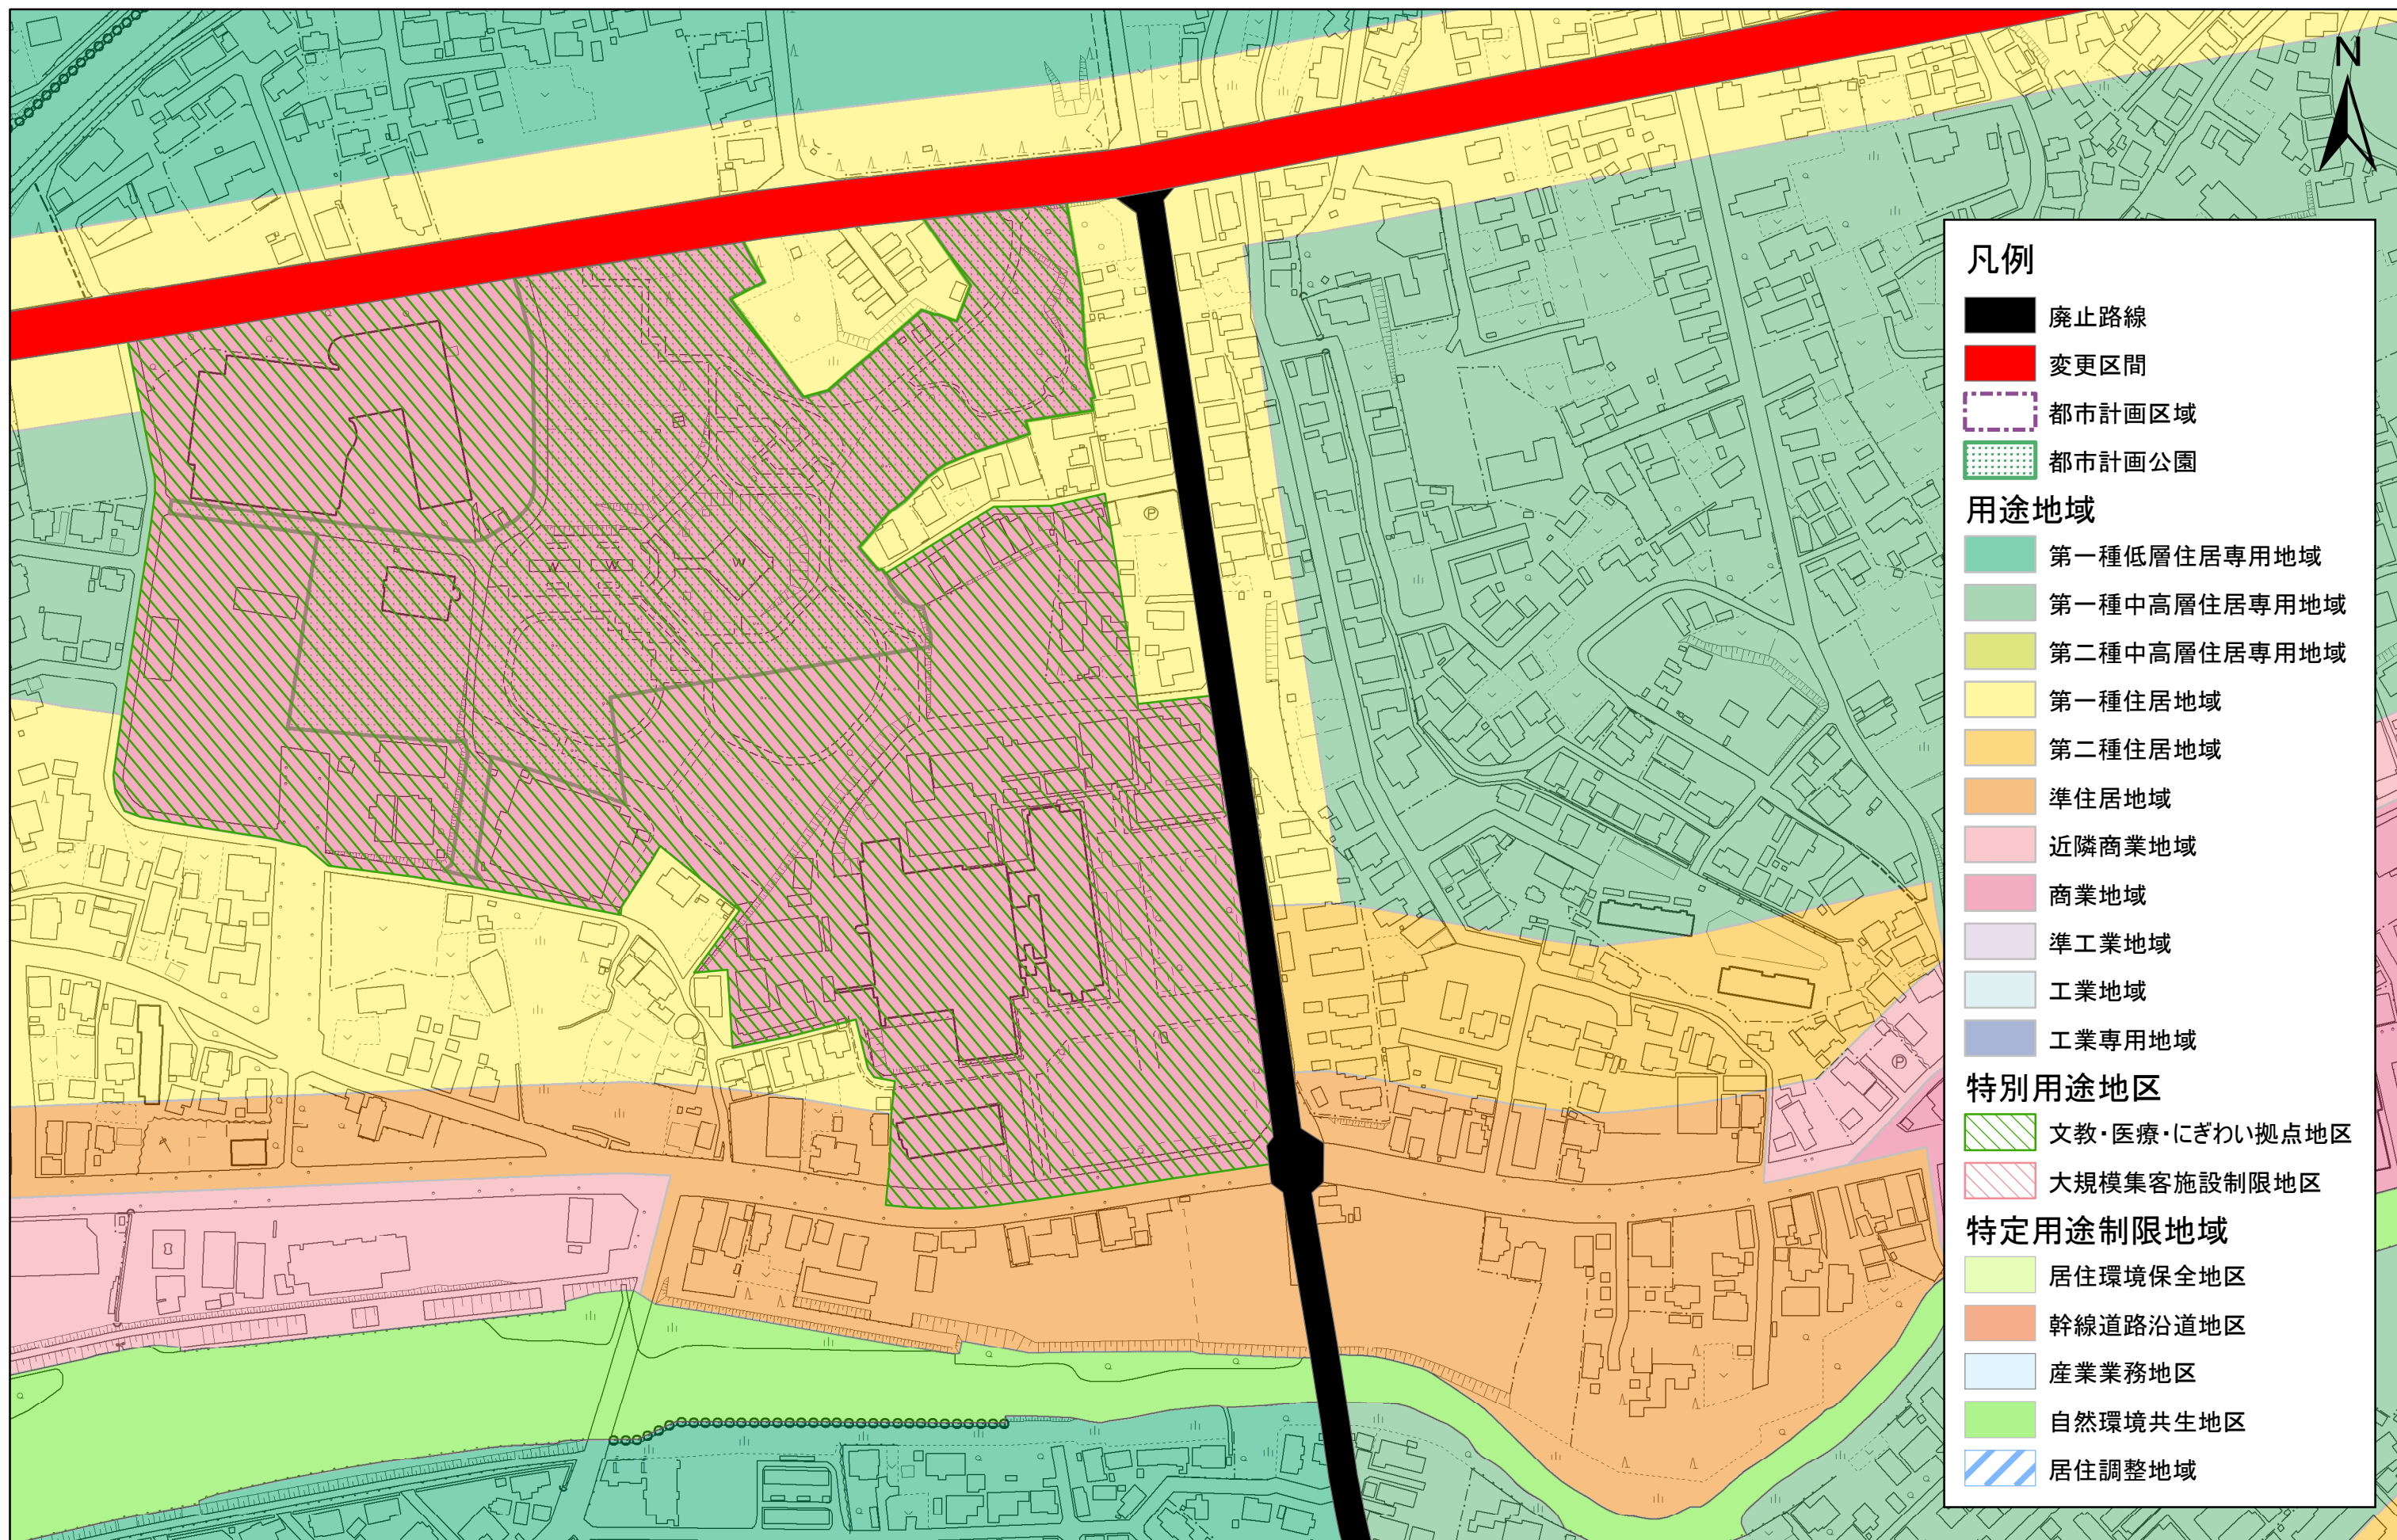 N
凡例
廃止路線
変更区間
都市計画区域
都市計画公園
用途地域
第一種低層住居専用地域
第一種中高層住居専用地域
第二種中高層住居専用地域
第一種住居地域
第二種住居地域
準住居地域
近隣商業地域
商業地域
準工業地域
工業地域
工業専用地域
特別用途地区
文教・医療・にぎわい拠点地区
大規模集客施設制限地区
特定用途制限地域
居住環境保全地区
幹線道路沿道地区
産業業務地区
自然環境共生地区
居住調整地域
P
W W W
P